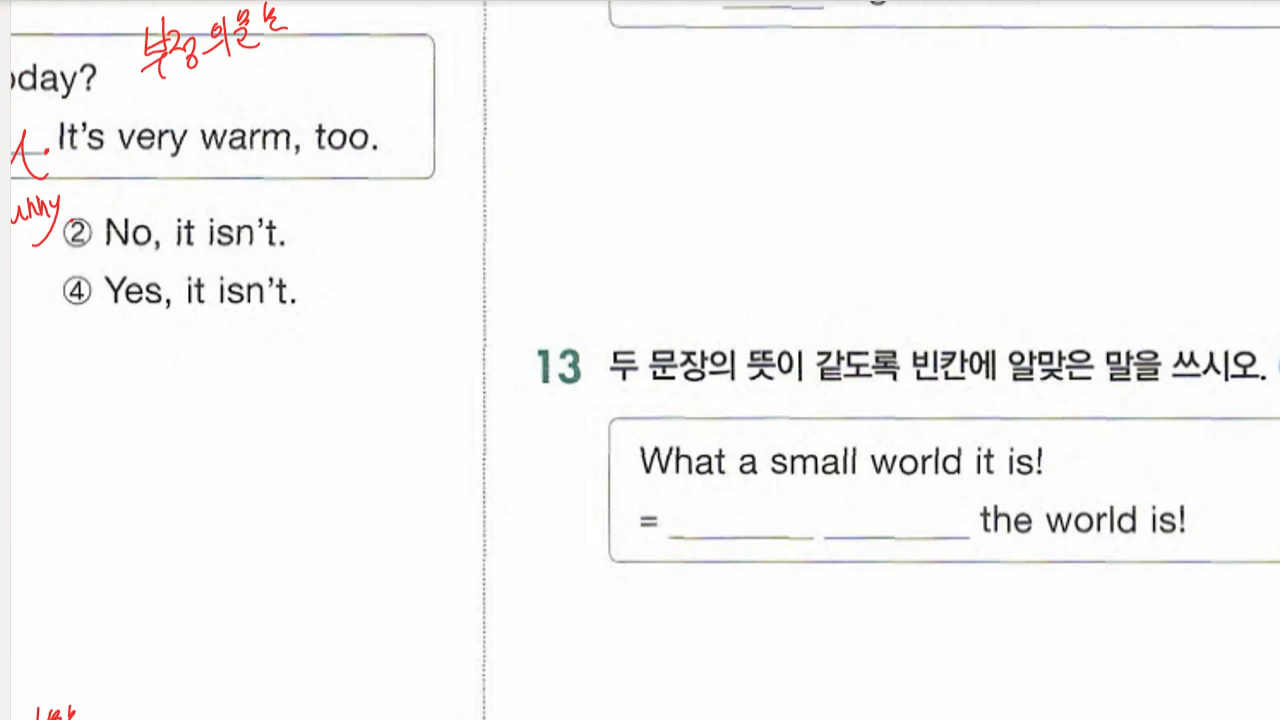 부정의문문
oday?
It's very warm, too.
unny
② No, it isn't.
④ Yes, it isn't.
13 두 문장의 뜻이 같도록 빈칸에 알맞은 말을 쓰시오.
What a small world it is!
= ________ ________ the world is!